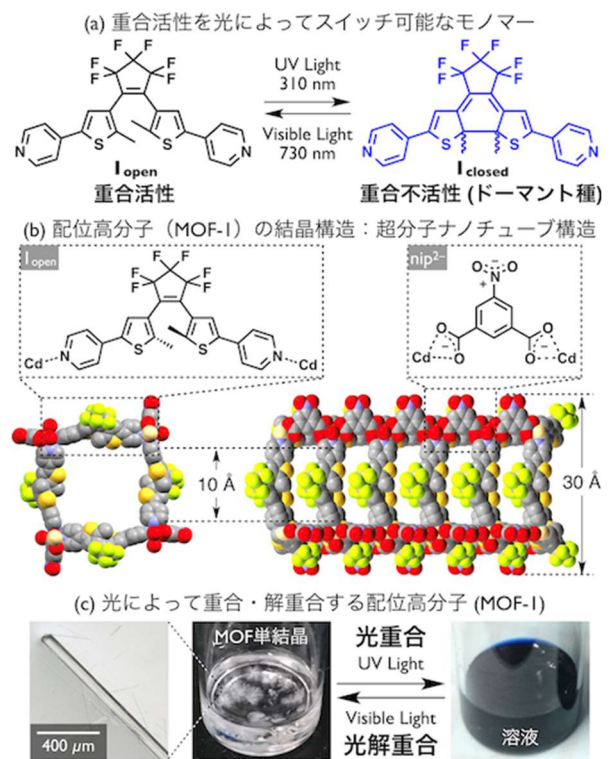 (a) 重合活性を光によってスイッチ可能なモノマー
F F F F F F
UV Light
310 nm
Visible Light
730 nm
F F F F F F
N S S N
N S S N
I open
重合活性
I closed
重合不活性 (ドーマント種)
(b) 配位高分子（MOF-1）の結晶構造：超分子ナノチューブ構造
I open
nip2–
F F F F F F
O N O
+
Cd N S S N Cd
O O O O
Cd Cd
10 Å
30 Å
(c) 光によって重合・解重合する配位高分子 (MOF-1)
MOF単結晶
光重合
UV Light
Visible Light
光解重合
溶液
400 µm